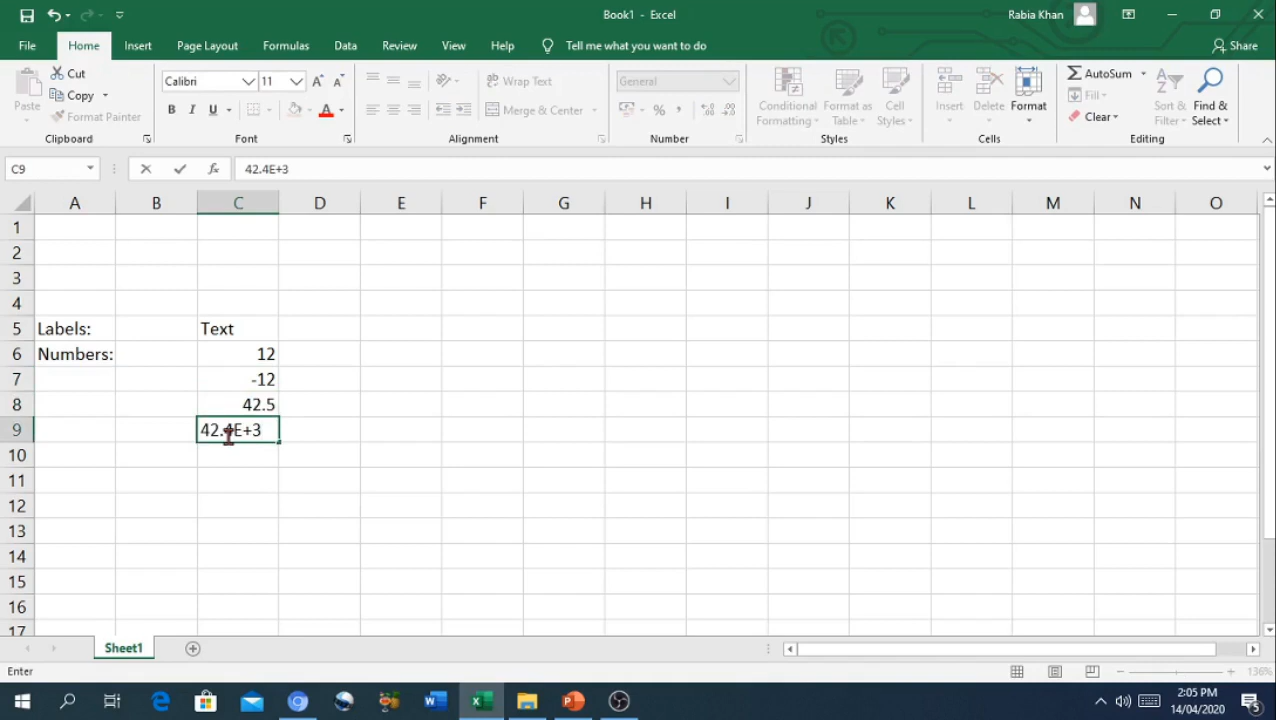 Book1 - Excel
Rabia Khan
File Home Insert Page Layout Formulas Data Review View Help Tell me what you want to do Share
Paste
Cut
Copy
Format Painter
Clipboard
Calibri 11
B I U A
Font
Wrap Text
Merge & Center
Alignment
General
%
Number
Conditional Formatting
Format as Table
Cell Styles
Styles
Insert
Delete
Format
Cells
AutoSum
Fill
Clear
Sort & Filter
Find & Select
Editing
C9 fx 42.4E+3
A B C D E F G H I J K L M N O
1
2
3
4
5 Labels: Text
6 Numbers: 12
7 -12
8 42.5
9 42.4E+3
10
11
12
13
14
15
16
17
Sheet1
Enter 136%
2:05 PM
14/04/2020
5